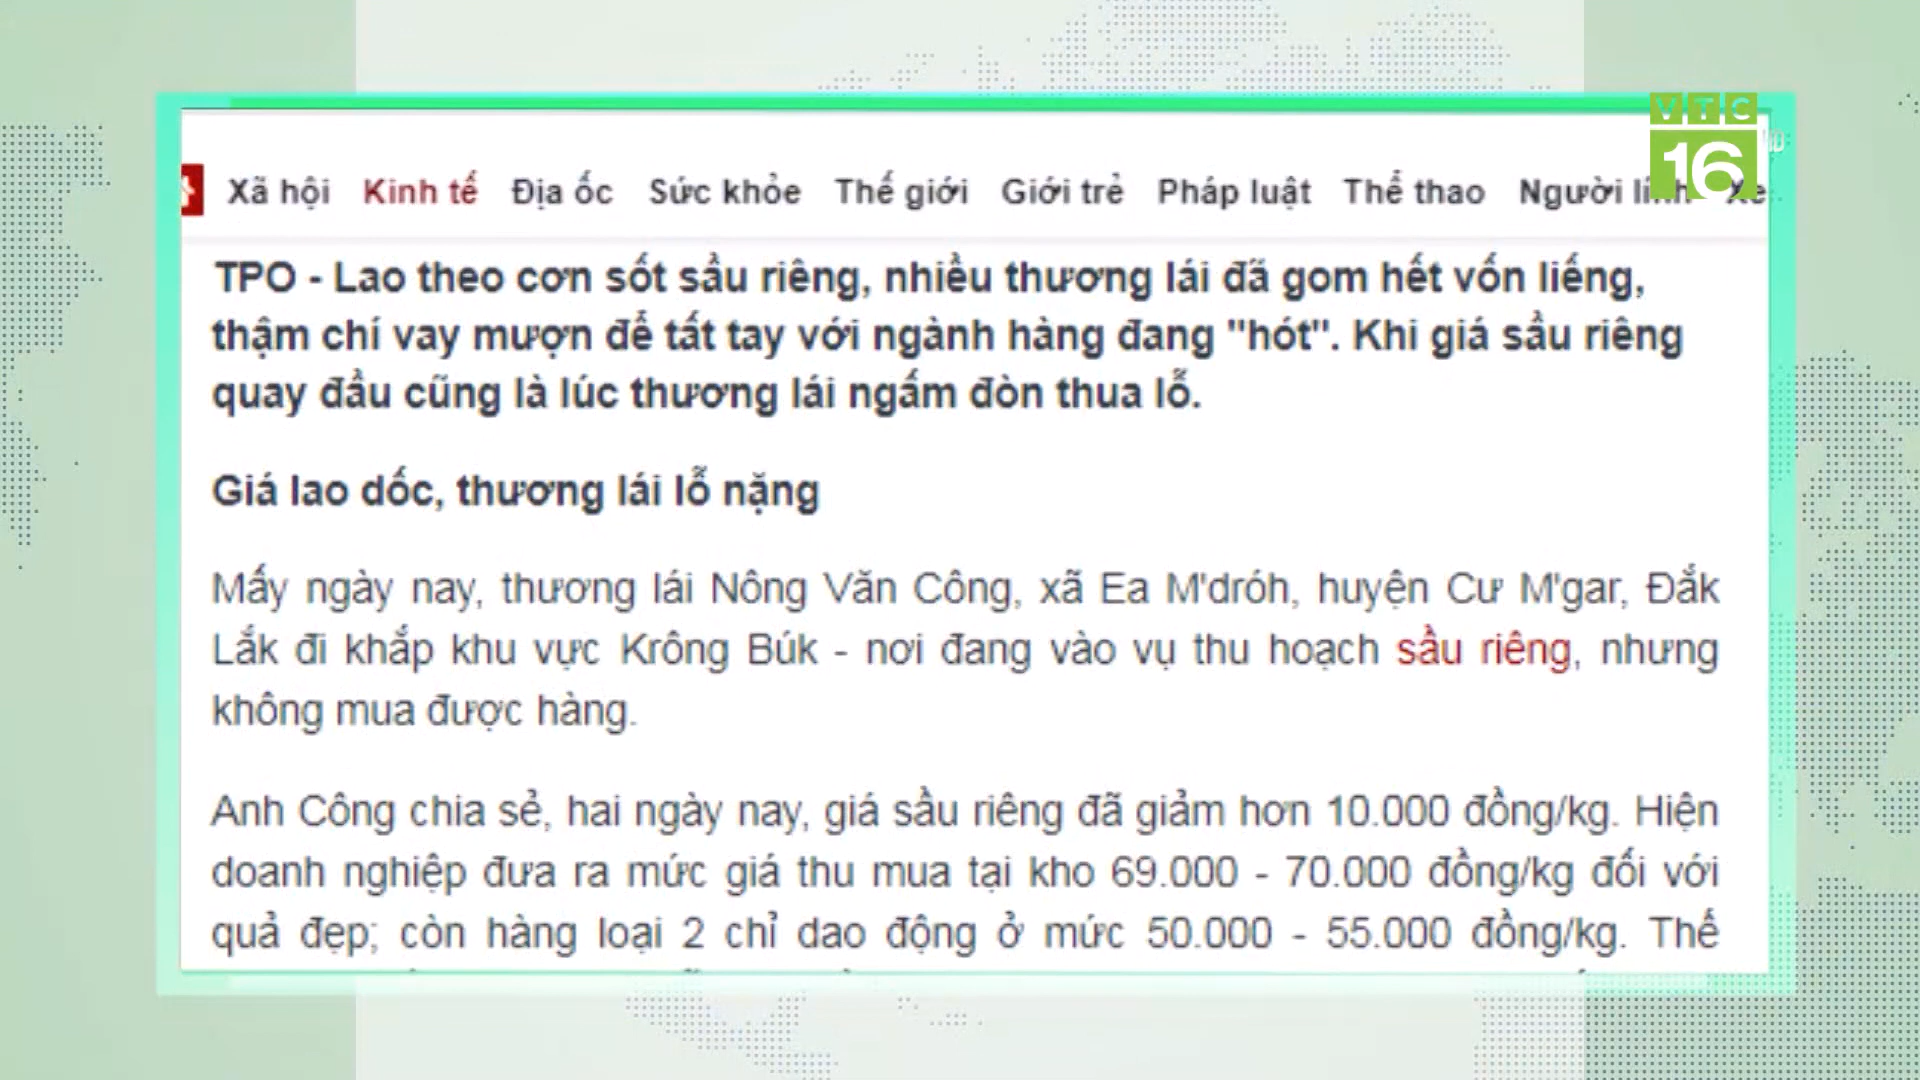 VTC
16
HD
Xã hội Kinh tế Địa ốc Sức khỏe Thế giới Giới trẻ Pháp luật Thể thao Người lính Xe
TPO - Lao theo cơn sốt sầu riêng, nhiều thương lái đã gom hết vốn liếng,
thậm chí vay mượn để tất tay với ngành hàng đang "hót". Khi giá sầu riêng
quay đầu cũng là lúc thương lái ngấm đòn thua lỗ.
Giá lao dốc, thương lái lỗ nặng
Mấy ngày nay, thương lái Nông Văn Công, xã Ea M'dróh, huyện Cư M'gar, Đắk
Lắk đi khắp khu vực Krông Búk - nơi đang vào vụ thu hoạch sầu riêng, nhưng
không mua được hàng.
Anh Công chia sẻ, hai ngày nay, giá sầu riêng đã giảm hơn 10.000 đồng/kg. Hiện
doanh nghiệp đưa ra mức giá thu mua tại kho 69.000 - 70.000 đồng/kg đối với
quả đẹp; còn hàng loại 2 chỉ dao động ở mức 50.000 - 55.000 đồng/kg. Thế